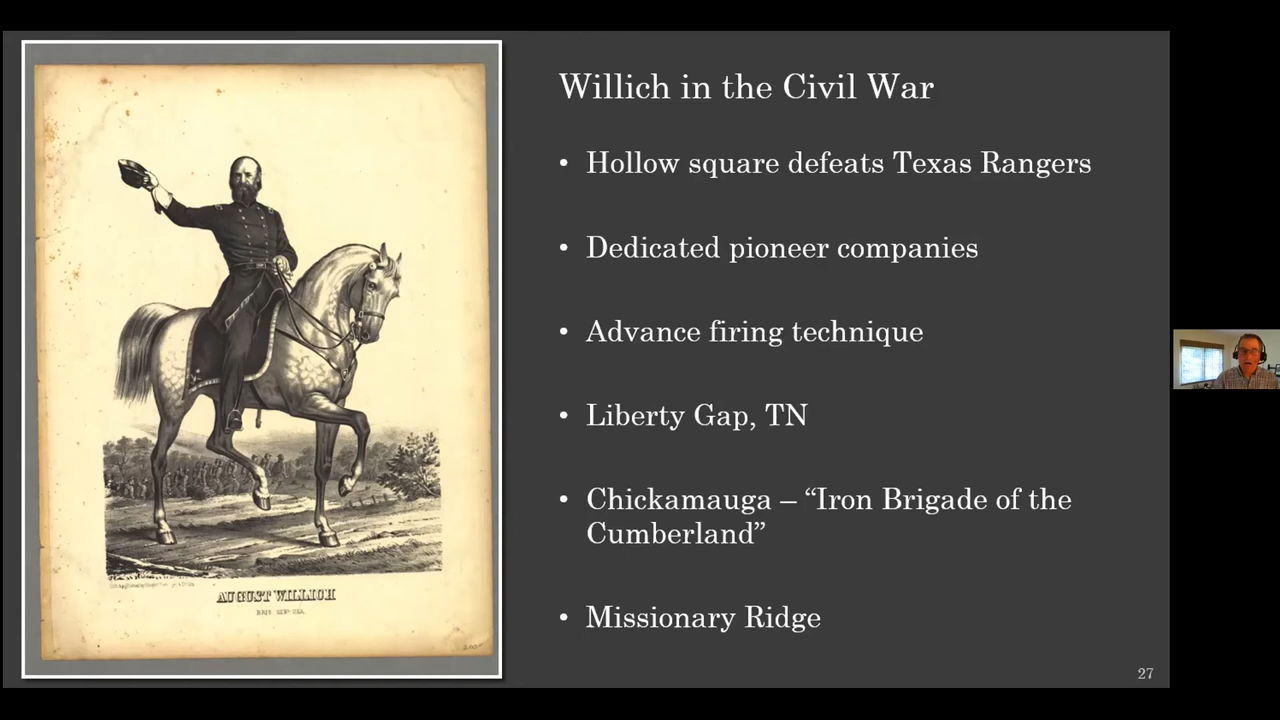 Willich in the Civil War
• Hollow square defeats Texas Rangers
• Dedicated pioneer companies
• Advance firing technique
• Liberty Gap, TN
• Chickamauga – “Iron Brigade of the
Cumberland”
• Missionary Ridge
AUGUST WILLICH
27